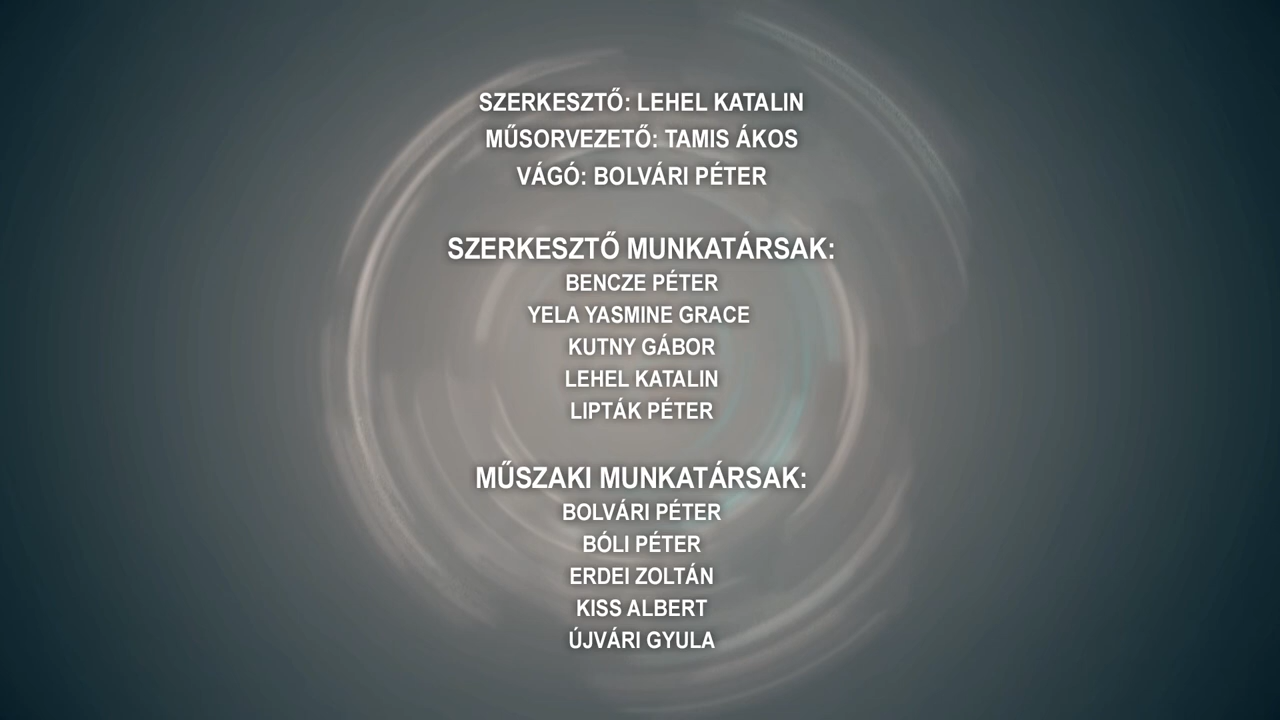 SZERKESZTŐ: LEHEL KATALIN
MŰSORVEZETŐ: TAMIS ÁKOS
VÁGÓ: BOLVÁRI PÉTER
SZERKESZTŐ MUNKATÁRSAK:
BENCZE PÉTER
YELA YASMINE GRACE
KUTNY GÁBOR
LEHEL KATALIN
LIPTÁK PÉTER
MŰSZAKI MUNKATÁRSAK:
BOLVÁRI PÉTER
BÓLI PÉTER
ERDEI ZOLTÁN
KISS ALBERT
ÚJVÁRI GYULA